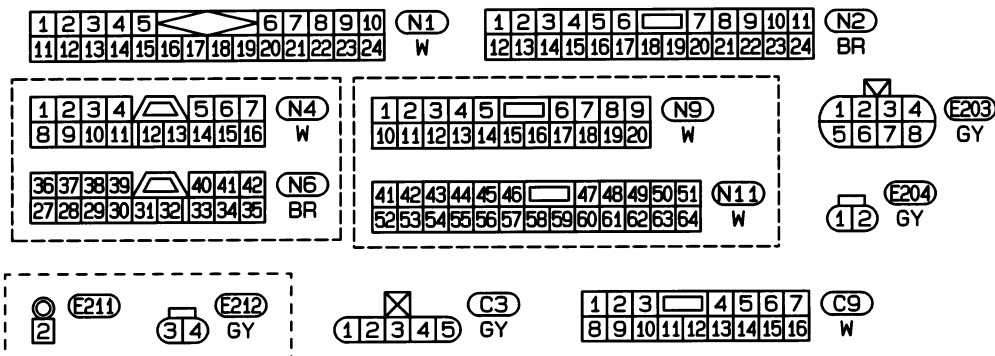 1 2 3 4 5 6 7 8 9 10 N1
11 12 13 14 15 16 17 18 19 20 21 22 23 24 W
1 2 3 4 5 6 7 8 9 10 11 N2
12 13 14 15 16 17 18 19 20 21 22 23 24 BR
1 2 3 4 5 6 7 N4
8 9 10 11 12 13 14 15 16 W
36 37 38 39 40 41 42 N6
27 28 29 30 31 32 33 34 35 BR
1 2 3 4 5 6 7 8 9 N9
10 11 12 13 14 15 16 17 18 19 20 W
41 42 43 44 45 46 47 48 49 50 51 N11
52 53 54 55 56 57 58 59 60 61 62 63 64 W
1 2 3 4 E203
5 6 7 8 GY
E204
1 2 GY
E211
2
E212
3 4 GY
C3
1 2 3 4 5 GY
1 2 3 4 5 6 7 C9
8 9 10 11 12 13 14 15 16 W